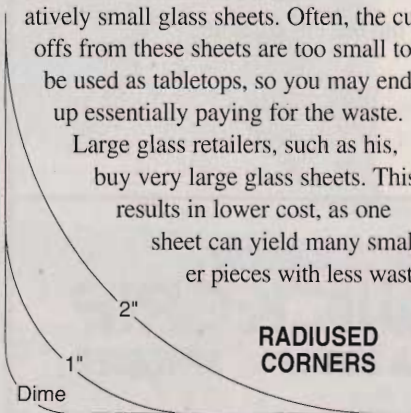 atively small glass sheets. Often, the cu
offs from these sheets are too small to
be used as tabletops, so you may end
up essentially paying for the waste.
Large glass retailers, such as his,
buy very large glass sheets. This
results in lower cost, as one
sheet can yield many smal
er pieces with less wast
2"
RADIUSED
CORNERS
1"
Dime